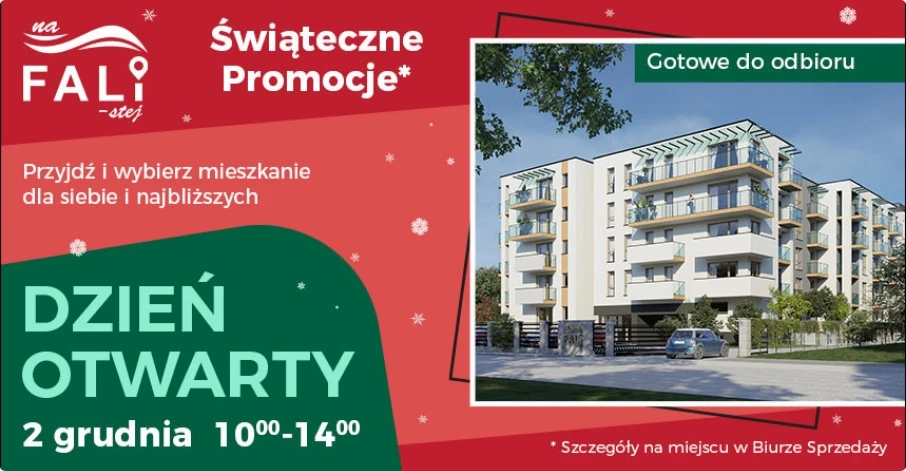 na
FALi
-stej
Świąteczne
Promocje*
Gotowe do odbioru
Przyjdź i wybierz mieszkanie
dla siebie i najbliższych
DZIEŃ
OTWARTY
2 grudnia 10⁰⁰-14⁰⁰
* Szczegóły na miejscu w Biurze Sprzedaży